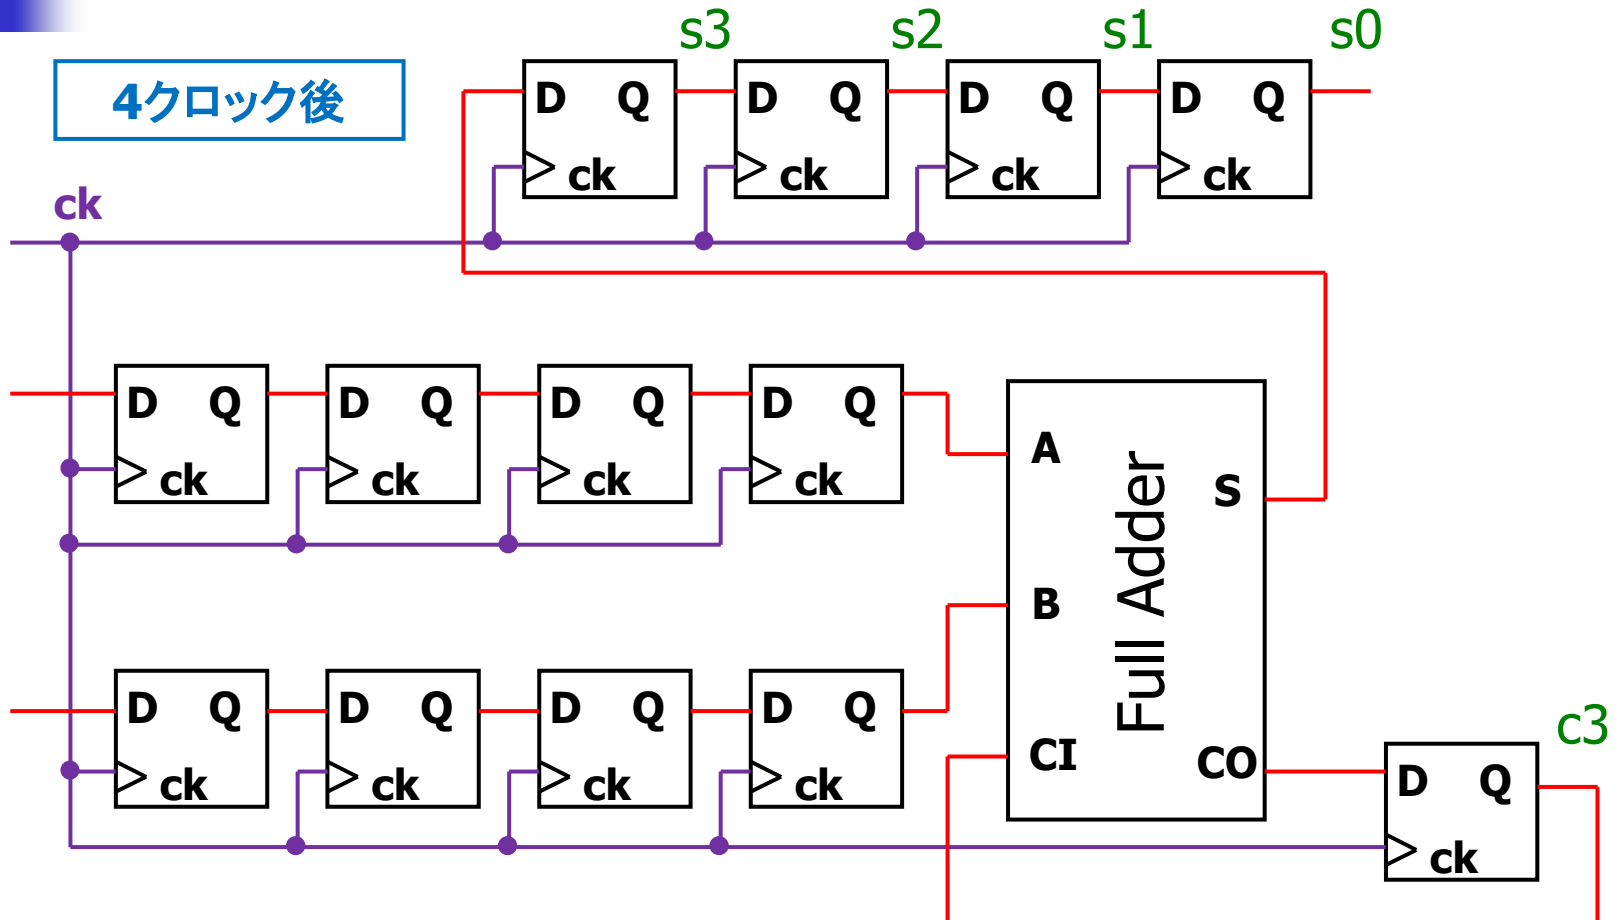 s3 s2 s1 s0
4クロック後
D Q D Q D Q D Q
ck ck ck ck
ck
D Q D Q D Q D Q
ck ck ck ck
A
S
Full Adder
B
D Q D Q D Q D Q
ck ck ck ck
CI
CO
c3
D Q
ck